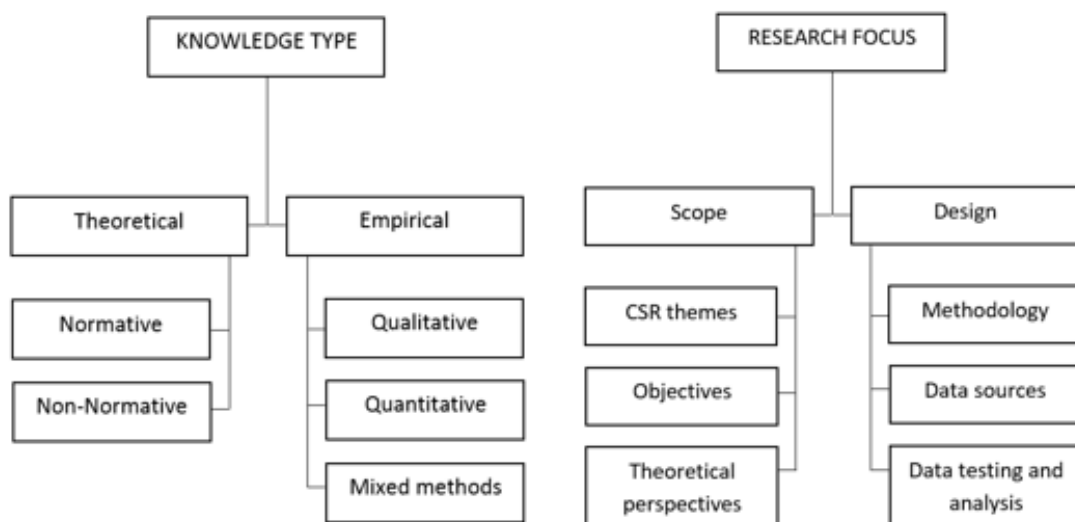 KNOWLEDGE TYPE
Theoretical
Empirical
Normative
Non-Normative
Qualitative
Quantitative
Mixed methods
RESEARCH FOCUS
Scope
Design
CSR themes
Objectives
Theoretical
perspectives
Methodology
Data sources
Data testing and
analysis